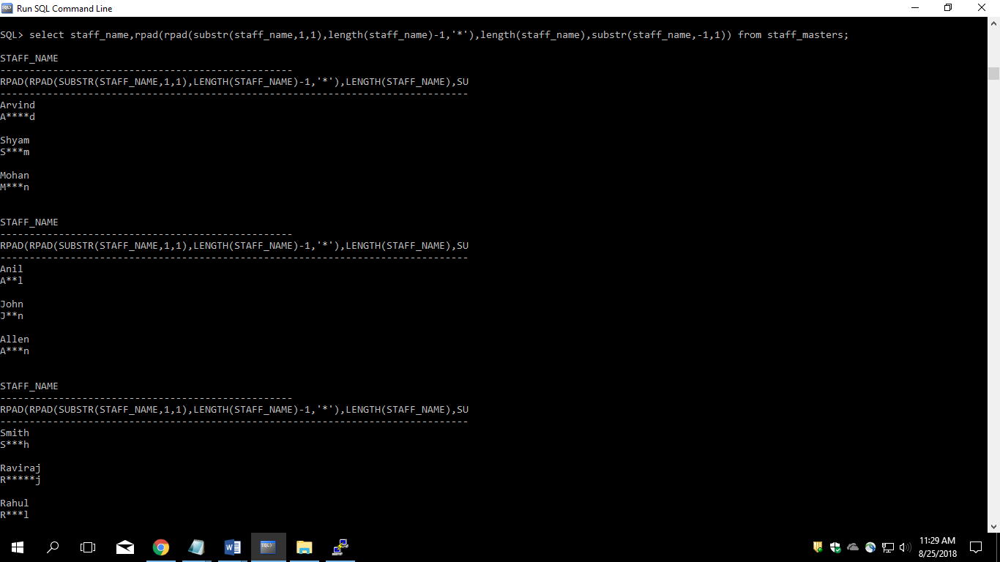 Run SQL Command Line
SQL> select staff_name,rpad(rpad(substr(staff_name,1,1),length(staff_name)-1,'*'),length(staff_name),substr(staff_name,-1,1)) from staff_masters;
STAFF_NAME
--------------------------------------------------
RPAD(RPAD(SUBSTR(STAFF_NAME,1,1),LENGTH(STAFF_NAME)-1,'*'),LENGTH(STAFF_NAME),SU
--------------------------------------------------------------------------------
Arvind
A****d
Shyam
S***m
Mohan
M***n
STAFF_NAME
--------------------------------------------------
RPAD(RPAD(SUBSTR(STAFF_NAME,1,1),LENGTH(STAFF_NAME)-1,'*'),LENGTH(STAFF_NAME),SU
--------------------------------------------------------------------------------
Anil
A**l
John
J**n
Allen
A***n
STAFF_NAME
--------------------------------------------------
RPAD(RPAD(SUBSTR(STAFF_NAME,1,1),LENGTH(STAFF_NAME)-1,'*'),LENGTH(STAFF_NAME),SU
--------------------------------------------------------------------------------
Smith
S***h
Raviraj
R*****j
Rahul
R***l
11:29 AM
8/25/2018